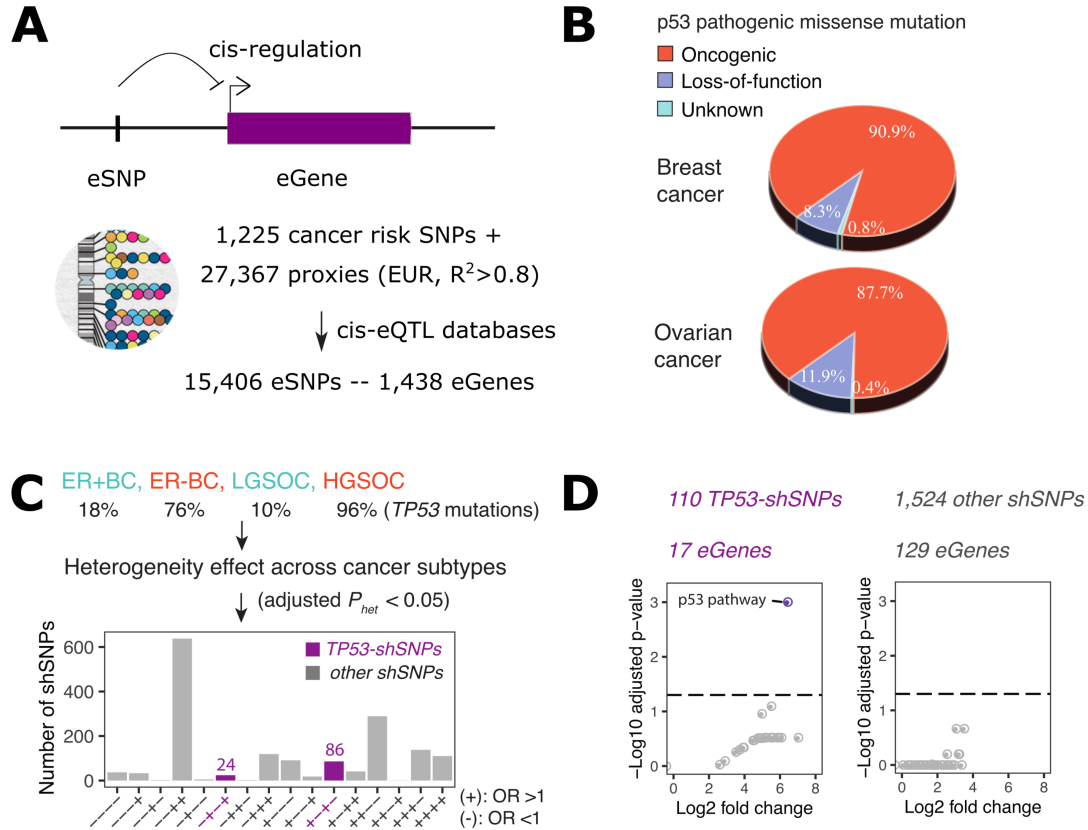 A
cis-regulation
eSNP
eGene
1,225 cancer risk SNPs +
27,367 proxies (EUR, R²>0.8)
cis-eQTL databases
15,406 eSNPs -- 1,438 eGenes
B
p53 pathogenic missense mutation
Oncogenic
Loss-of-function
Unknown
Breast
cancer
90.9%
8.3%
0.8%
Ovarian
cancer
87.7%
11.9%
0.4%
C
ER+BC, ER-BC, LGSOC, HGSOC
18% 76% 10% 96% (TP53 mutations)
Heterogeneity effect across cancer subtypes
(adjusted P het < 0.05)
Number of shSNPs
600
400
200
0
TP53-shSNPs
other shSNPs
24
86
(+): OR >1
(-): OR <1
D
110 TP53-shSNPs
17 eGenes
−Log10 adjusted p−value
3
2
1
0
p53 pathway
0 2 4 6 8
Log2 fold change
1,524 other shSNPs
129 eGenes
−Log10 adjusted p−value
3
2
1
0
0 2 4 6 8
Log2 fold change